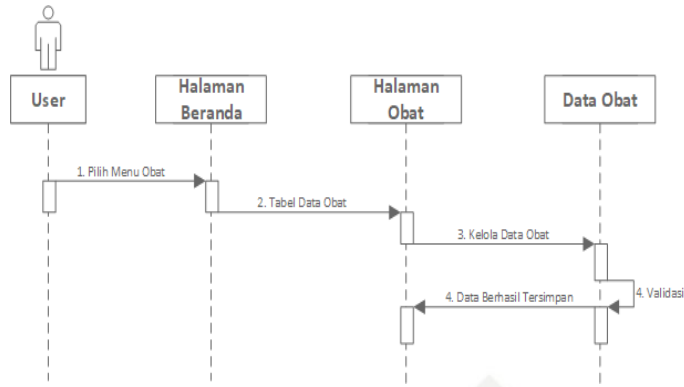 User
Halaman
Beranda
Halaman
Obat
Data Obat
1. Pilih Menu Obat
2. Tabel Data Obat
3. Kelola Data Obat
4. Validasi
4. Data Berhasil Tersimpan